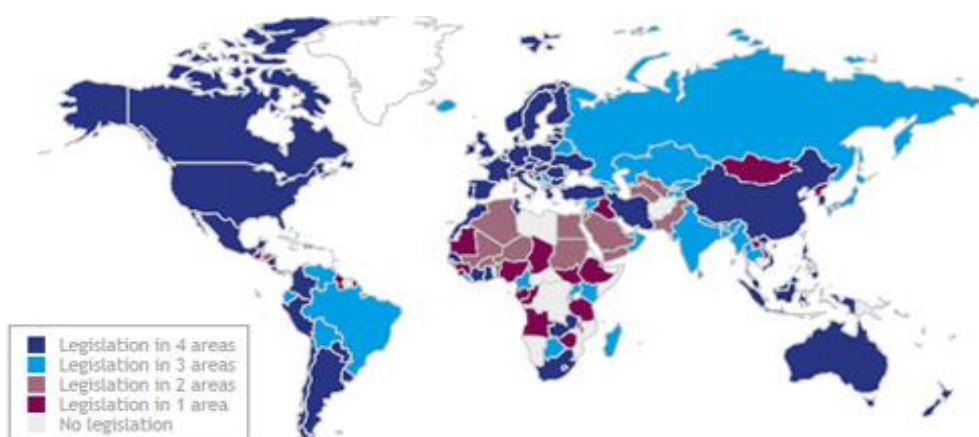 Legislation in 4 areas
Legislation in 3 areas
Legislation in 2 areas
Legislation in 1 area
No legislation